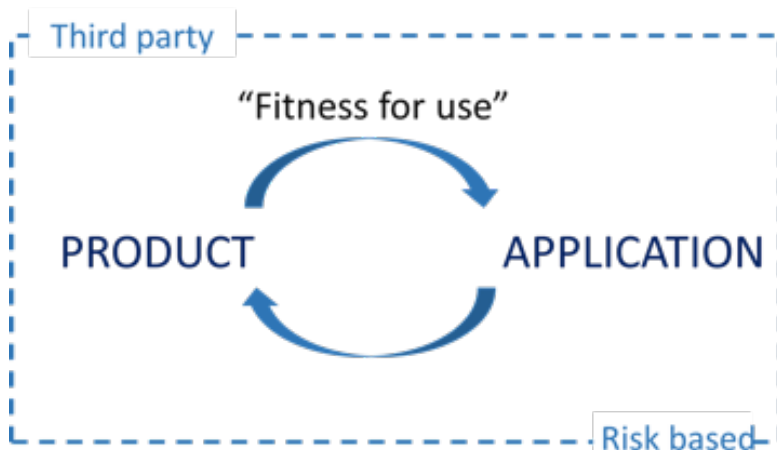 Third party
“Fitness for use”
PRODUCT
APPLICATION
Risk based